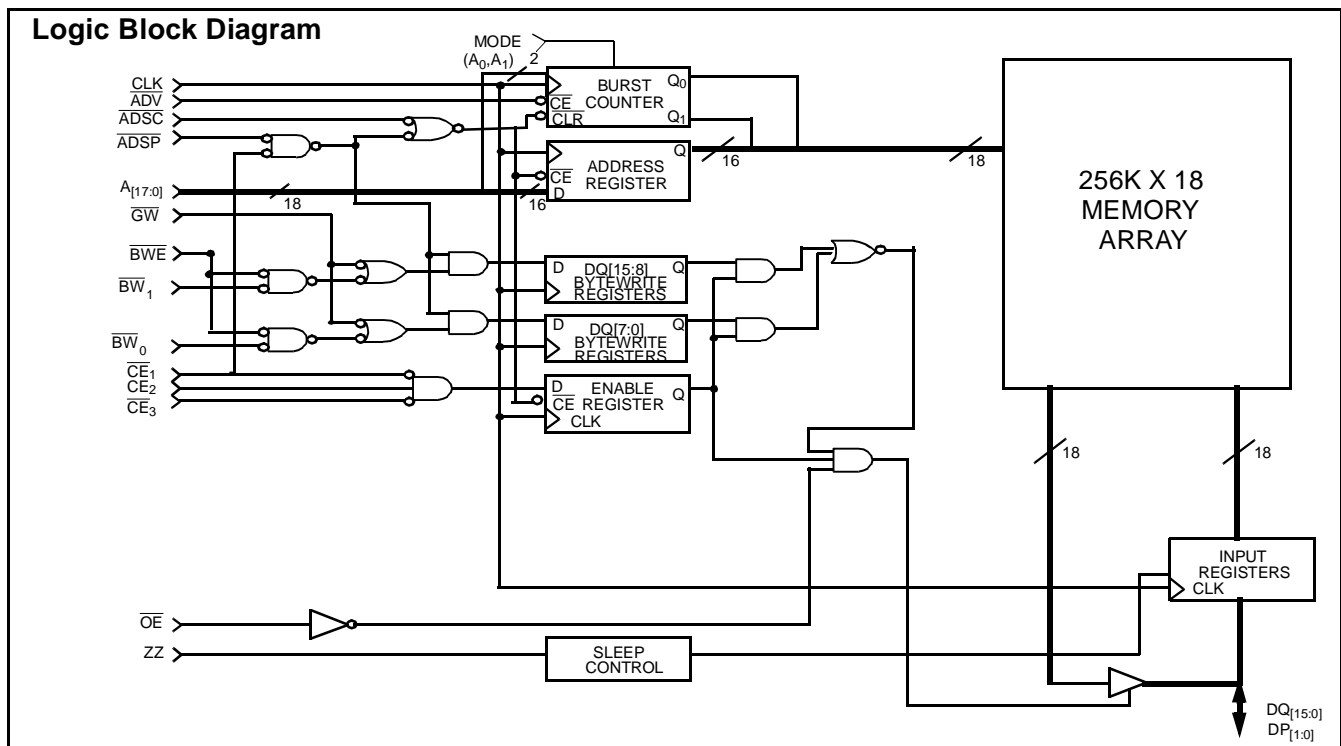 Logic Block Diagram
MODE
(A0,A1)
2
CLK
ADV
ADSC
ADSP
A[17:0]
18
GW
BWE
BW1
BW0
CE1
CE2
CE3
OE
ZZ
BURST
COUNTER
CE
CLR
Q0
Q1
ADDRESS
REGISTER
CE
D
Q
16
16
18
D
DQ[15:8]
BYTEWRITE
REGISTERS
Q
D
DQ[7:0]
BYTEWRITE
REGISTERS
Q
D
ENABLE
REGISTER
CE
CLK
Q
SLEEP
CONTROL
256K X 18
MEMORY
ARRAY
18
18
INPUT
REGISTERS
CLK
DQ[15:0]
DP[1:0]